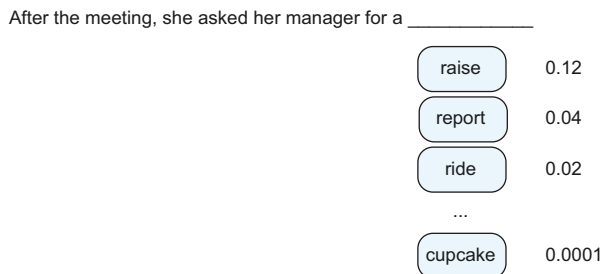 After the meeting, she asked her manager for a ____________
raise 0.12
report 0.04
ride 0.02
...
cupcake 0.0001